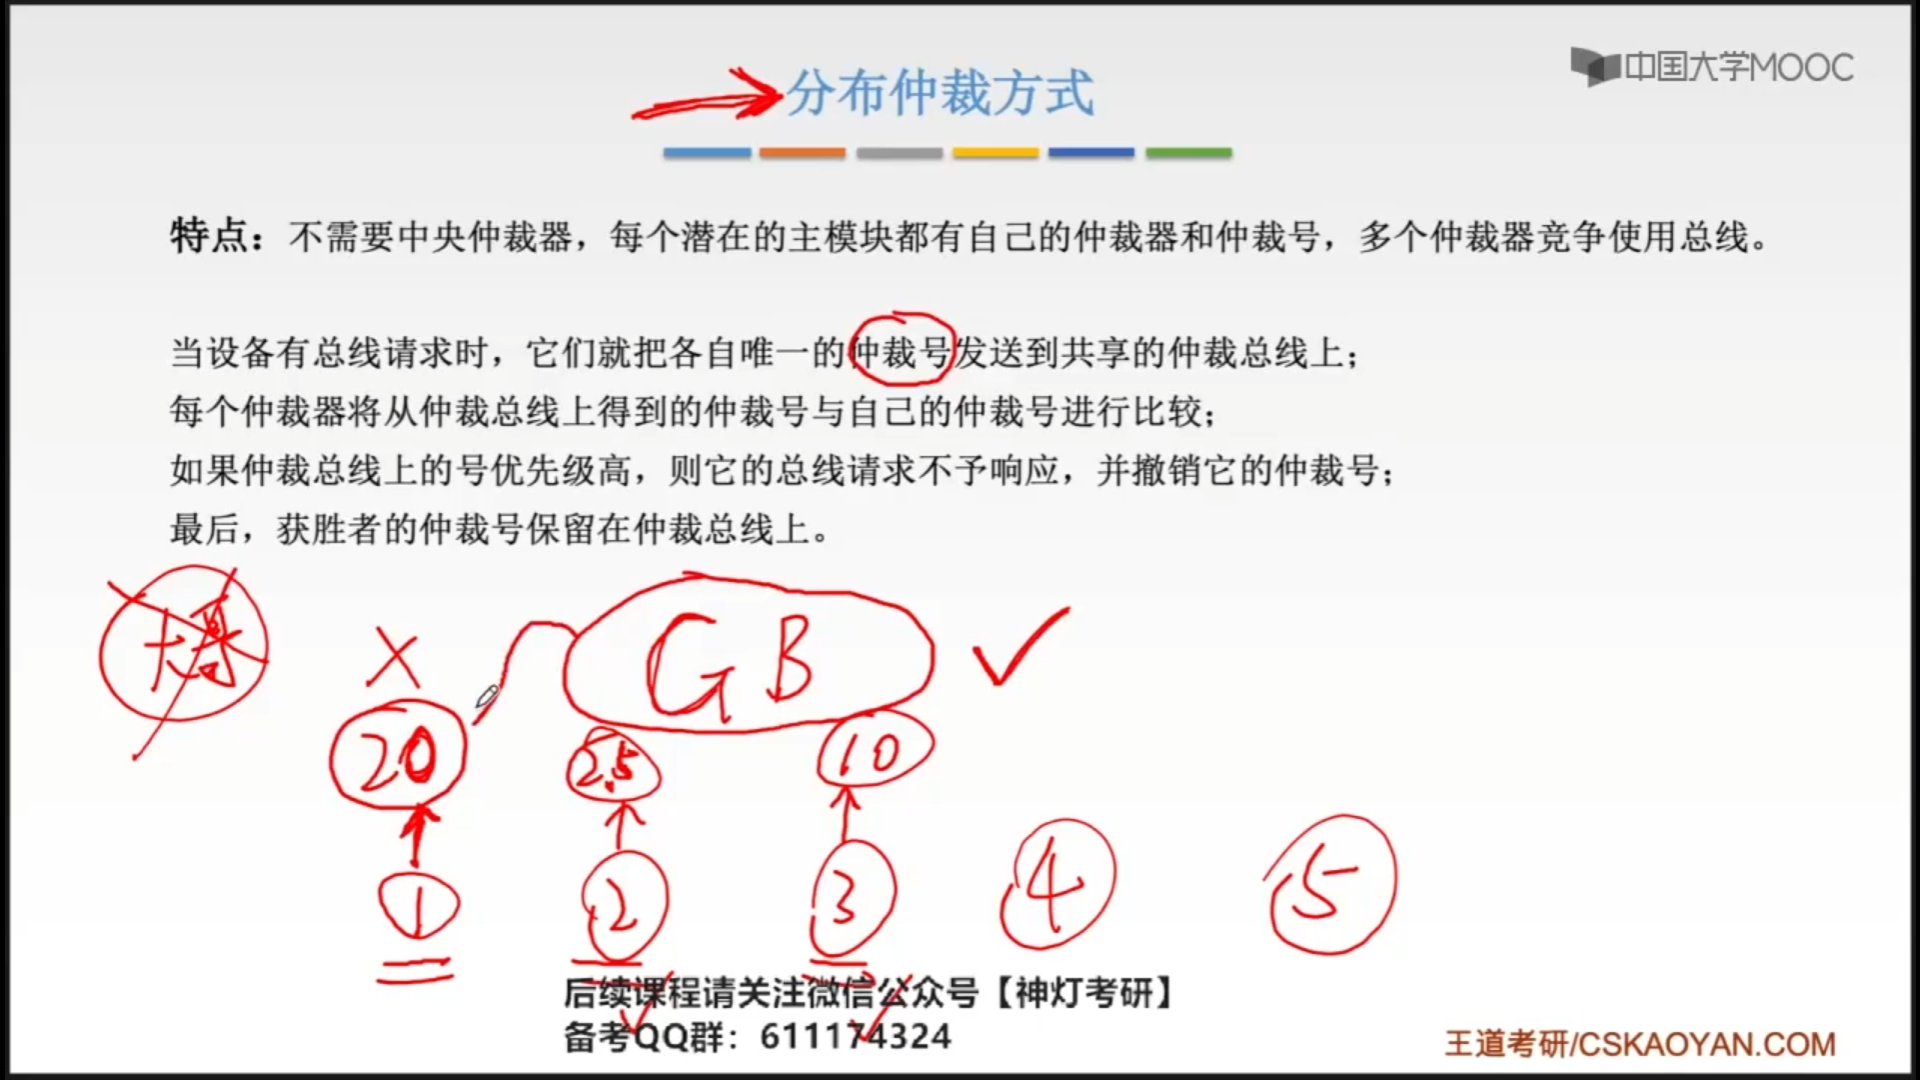 中国大学MOOC
分布仲裁方式
特点：不需要中央仲裁器，每个潜在的主模块都有自己的仲裁器和仲裁号，多个仲裁器竞争使用总线。
当设备有总线请求时，它们就把各自唯一的仲裁号发送到共享的仲裁总线上；
每个仲裁器将从仲裁总线上得到的仲裁号与自己的仲裁号进行比较；
如果仲裁总线上的号优先级高，则它的总线请求不予响应，并撤销它的仲裁号；
最后，获胜者的仲裁号保留在仲裁总线上。
GB
20 25 10
1 2 3 4 5
后续课程请关注微信公众号【神灯考研】
备考QQ群：611174324
王道考研/CSKAOYAN.COM